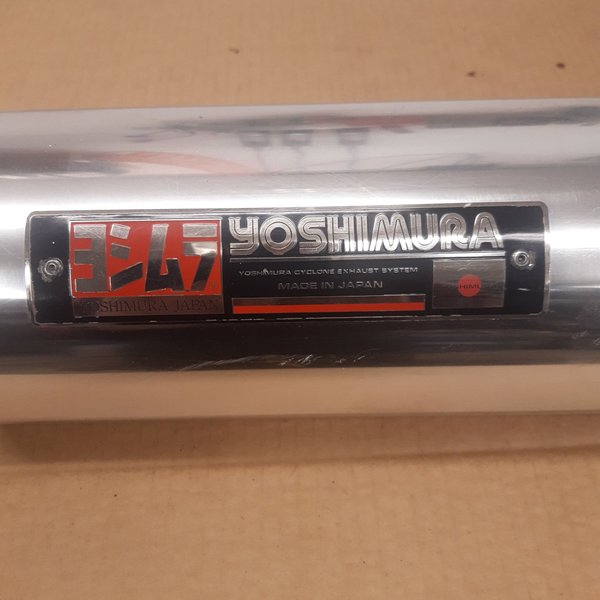 ヨシムラ
YOSHIMURA JAPAN
YOSHIMURA
YOSHIMURA CYCLONE EXHAUST SYSTEM
MADE IN JAPAN